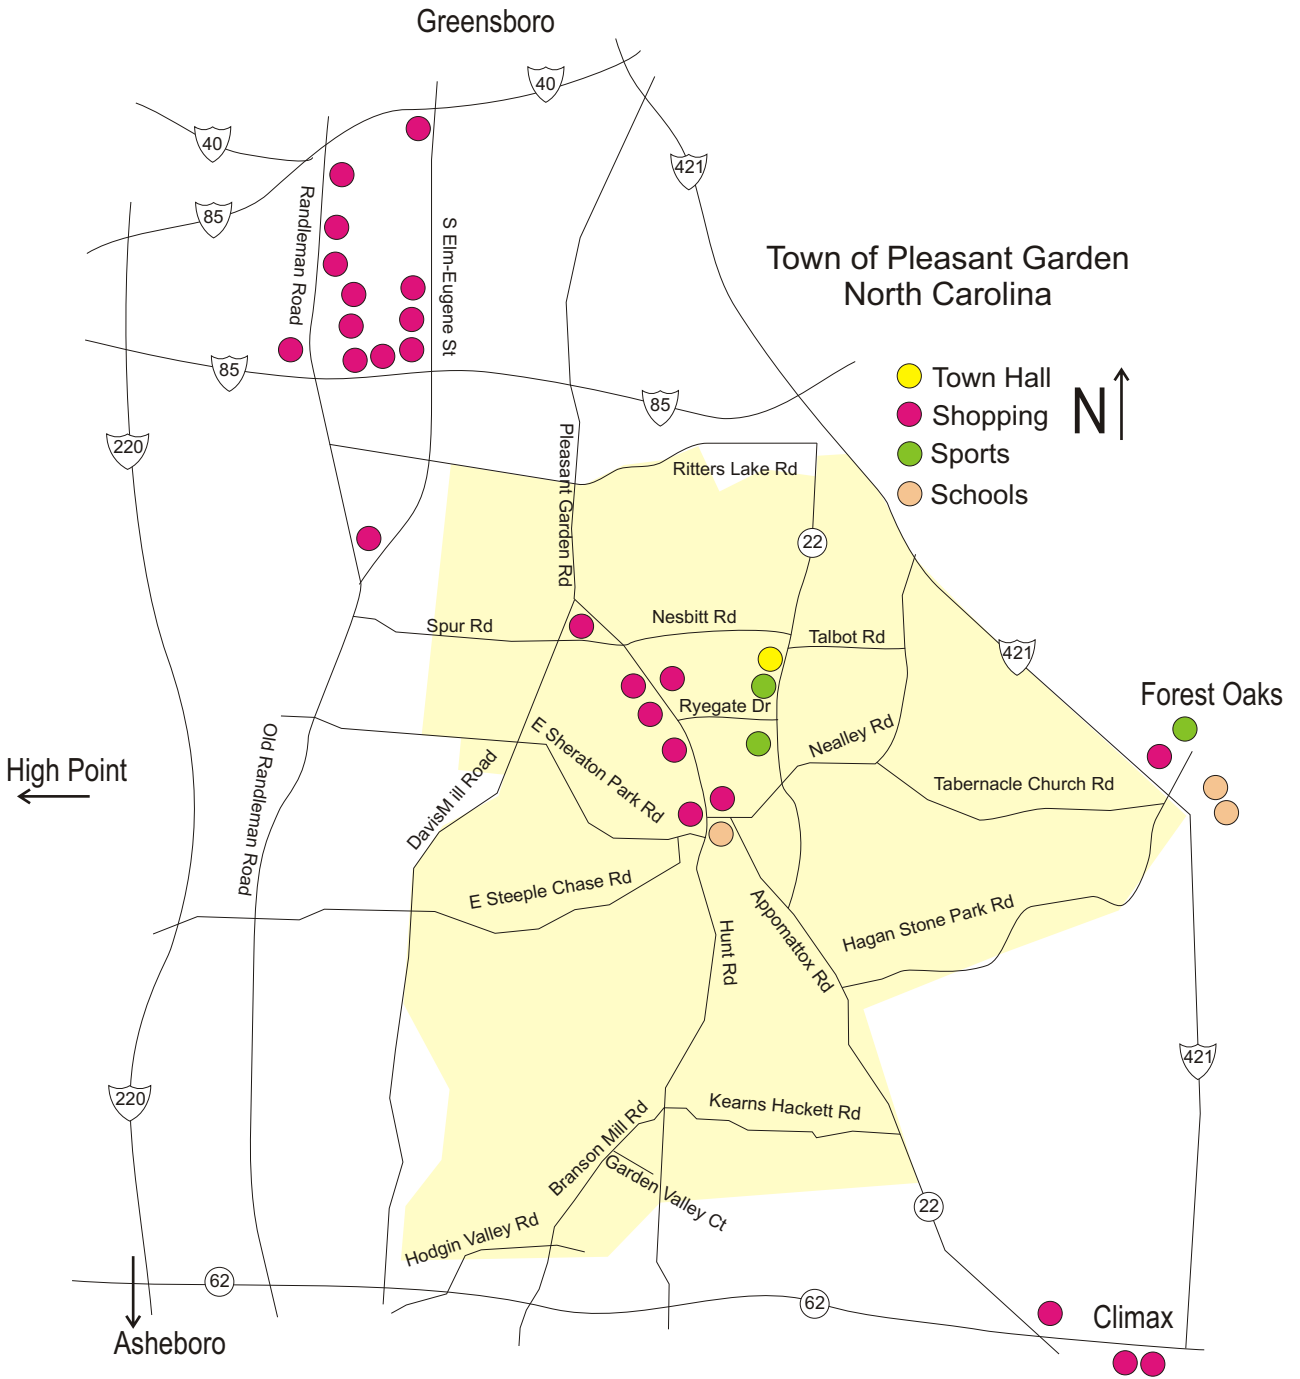 Greensboro
40
40
421
85
Randleman Road
S Elm-Eugene St
Town of Pleasant Garden
North Carolina
85
85
Town Hall
Shopping
Sports
Schools
N
220
Pleasant Garden Rd
Ritters Lake Rd
22
Spur Rd
Nesbitt Rd
Talbot Rd
421
Forest Oaks
Ryegate Dr
Nealley Rd
E Sheraton Park Rd
Old Randleman Road
High Point
DavisM ill Road
Tabernacle Church Rd
E Steeple Chase Rd
Appomattox Rd
Hagan Stone Park Rd
Hunt Rd
421
220
Kearns Hackett Rd
Branson Mill Rd
Garden Valley Ct
22
Hodgin Valley Rd
62
62
Climax
Asheboro